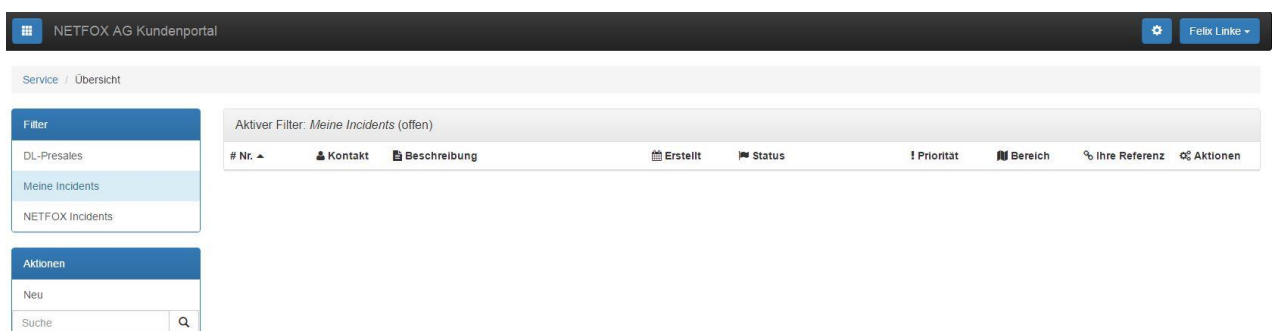 NETFOX AG Kundenportal
Felix Linke
Service / Übersicht
Filter
DL-Presales
Meine Incidents
NETFOX Incidents
Aktionen
Neu
Suche
Aktiver Filter: Meine Incidents (offen)
# Nr. Kontakt Beschreibung Erstellt Status Priorität Bereich Ihre Referenz Aktionen